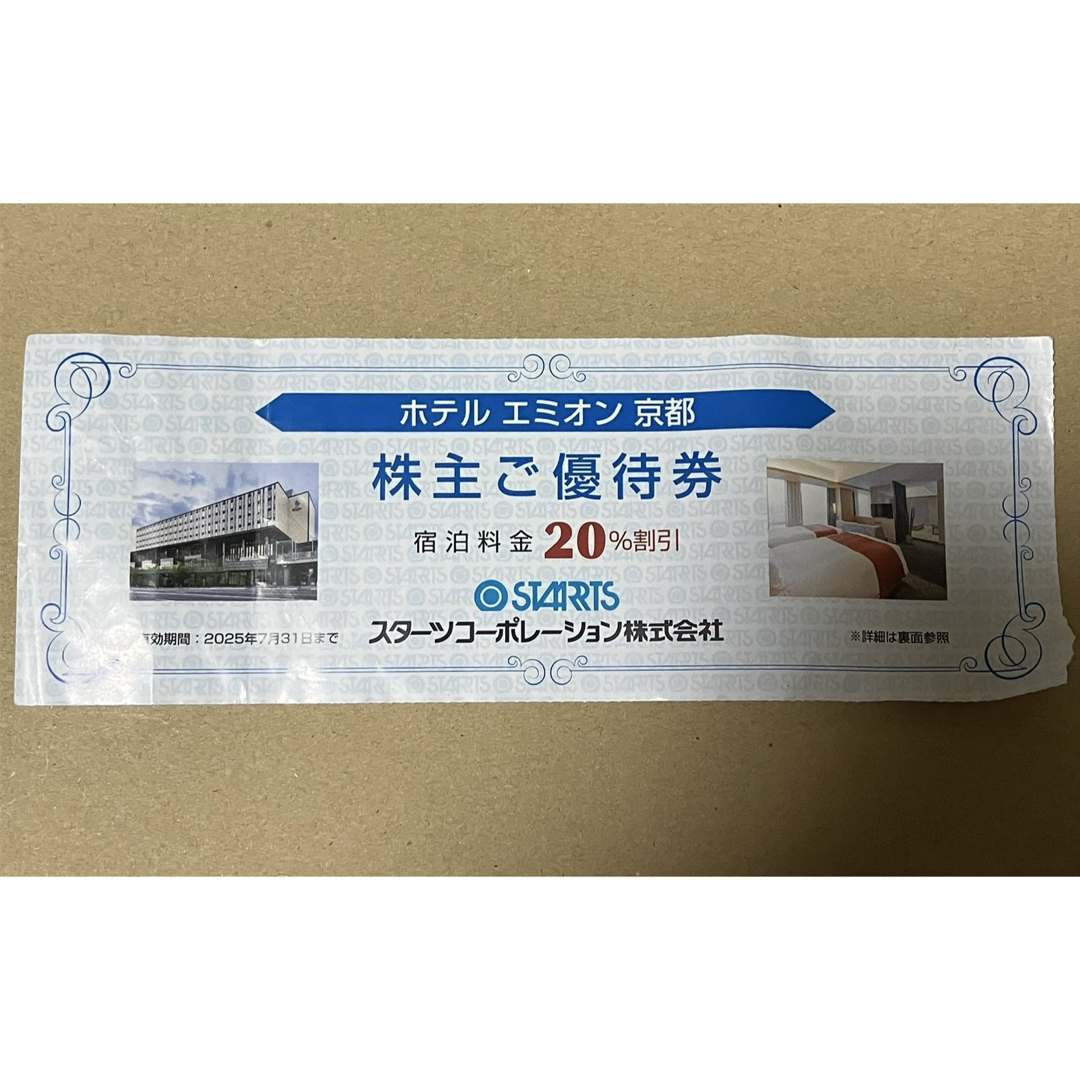 ホテル エミオン 京都
株主ご優待券
宿泊料金 20%割引
STARTS
スターツコーポレーション株式会社
有効期間：2025年7月31日まで
※詳細は裏面参照